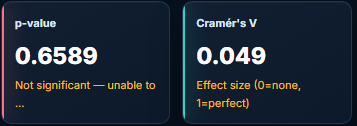 p-value
0.6589
Not significant — unable to
...
Cramér's V
0.049
Effect size (0=none,
1=perfect)